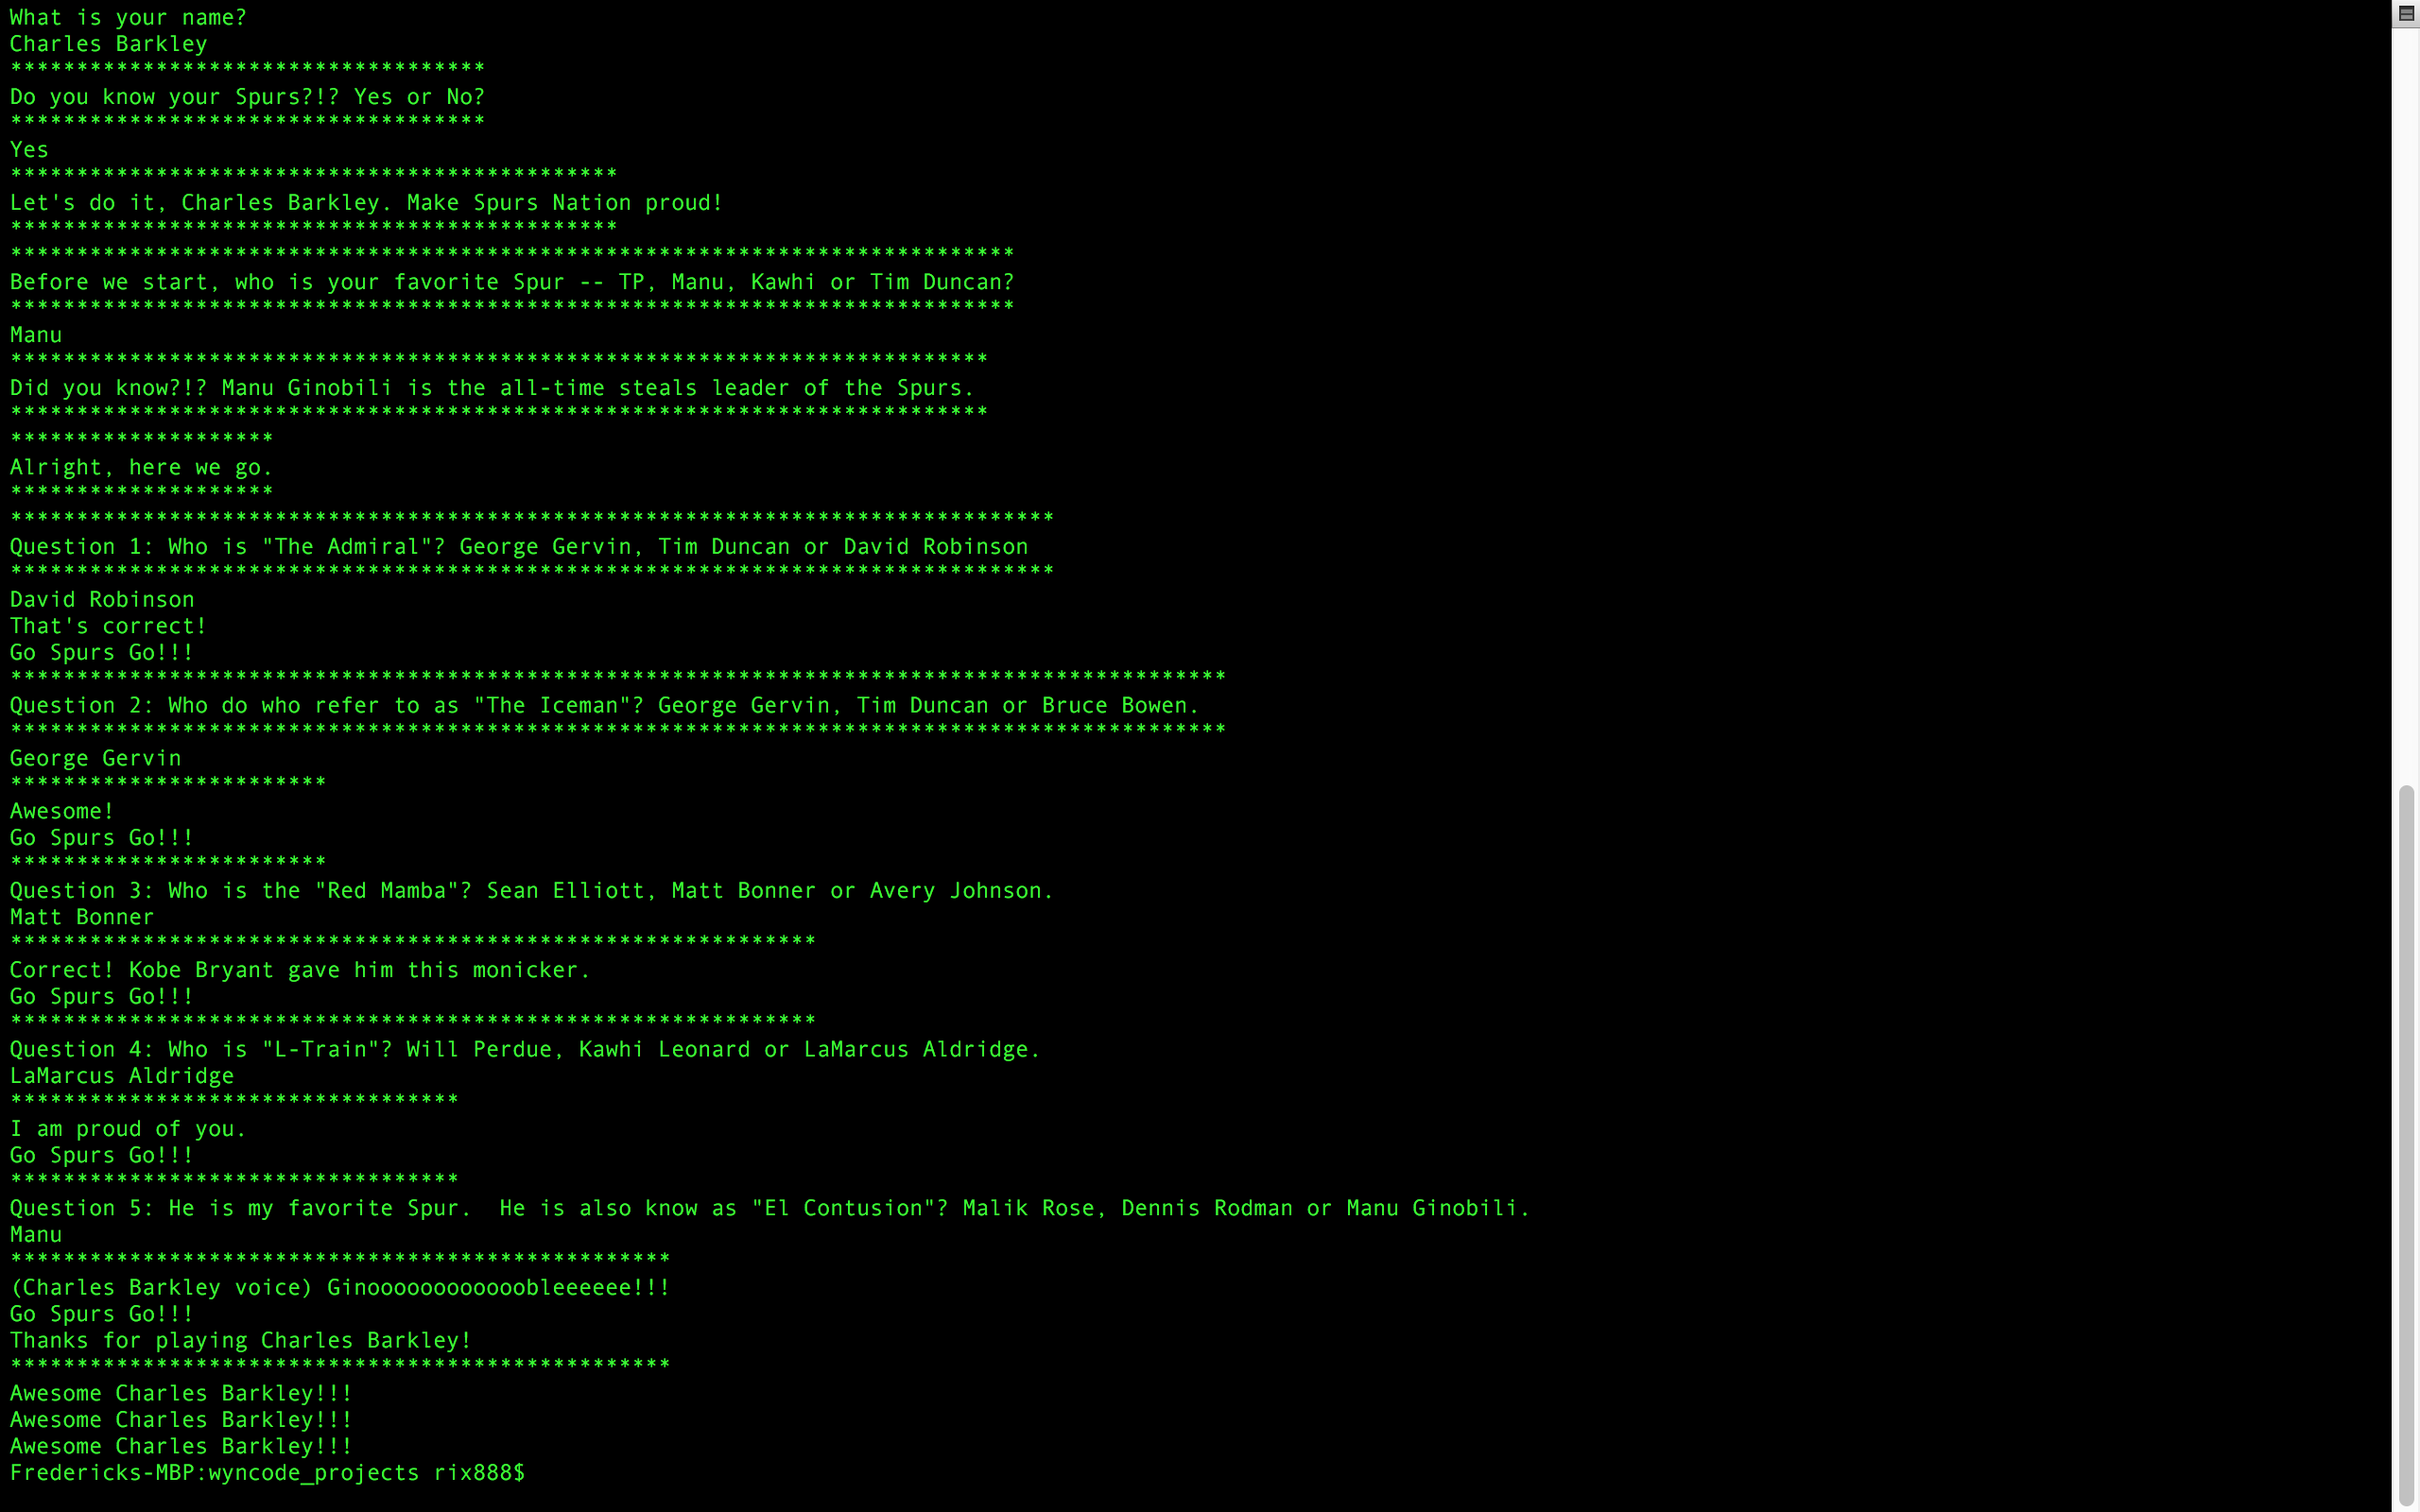 What is your name?
Charles Barkley
************************************
Do you know your Spurs?!? Yes or No?
************************************
Yes
**********************************************
Let's do it, Charles Barkley. Make Spurs Nation proud!
**********************************************
****************************************************************************
Before we start, who is your favorite Spur -- TP, Manu, Kawhi or Tim Duncan?
****************************************************************************
Manu
**************************************************************************
Did you know?!? Manu Ginobili is the all-time steals leader of the Spurs.
**************************************************************************
********************
Alright, here we go.
********************
*******************************************************************************
Question 1: Who is "The Admiral"? George Gervin, Tim Duncan or David Robinson
*******************************************************************************
David Robinson
That's correct!
Go Spurs Go!!!
********************************************************************************************
Question 2: Who do who refer to as "The Iceman"? George Gervin, Tim Duncan or Bruce Bowen.
********************************************************************************************
George Gervin
************************
Awesome!
Go Spurs Go!!!
************************
Question 3: Who is the "Red Mamba"? Sean Elliott, Matt Bonner or Avery Johnson.
Matt Bonner
*************************************************************
Correct! Kobe Bryant gave him this monicker.
Go Spurs Go!!!
*************************************************************
Question 4: Who is "L-Train"? Will Perdue, Kawhi Leonard or LaMarcus Aldridge.
LaMarcus Aldridge
**********************************
I am proud of you.
Go Spurs Go!!!
**********************************
Question 5: He is my favorite Spur.  He is also know as "El Contusion"? Malik Rose, Dennis Rodman or Manu Ginobili.
Manu
**************************************************
(Charles Barkley voice) Ginoooooooooooobleeeeee!!!
Go Spurs Go!!!
Thanks for playing Charles Barkley!
**************************************************
Awesome Charles Barkley!!!
Awesome Charles Barkley!!!
Awesome Charles Barkley!!!
Fredericks-MBP:wyncode_projects rix888$